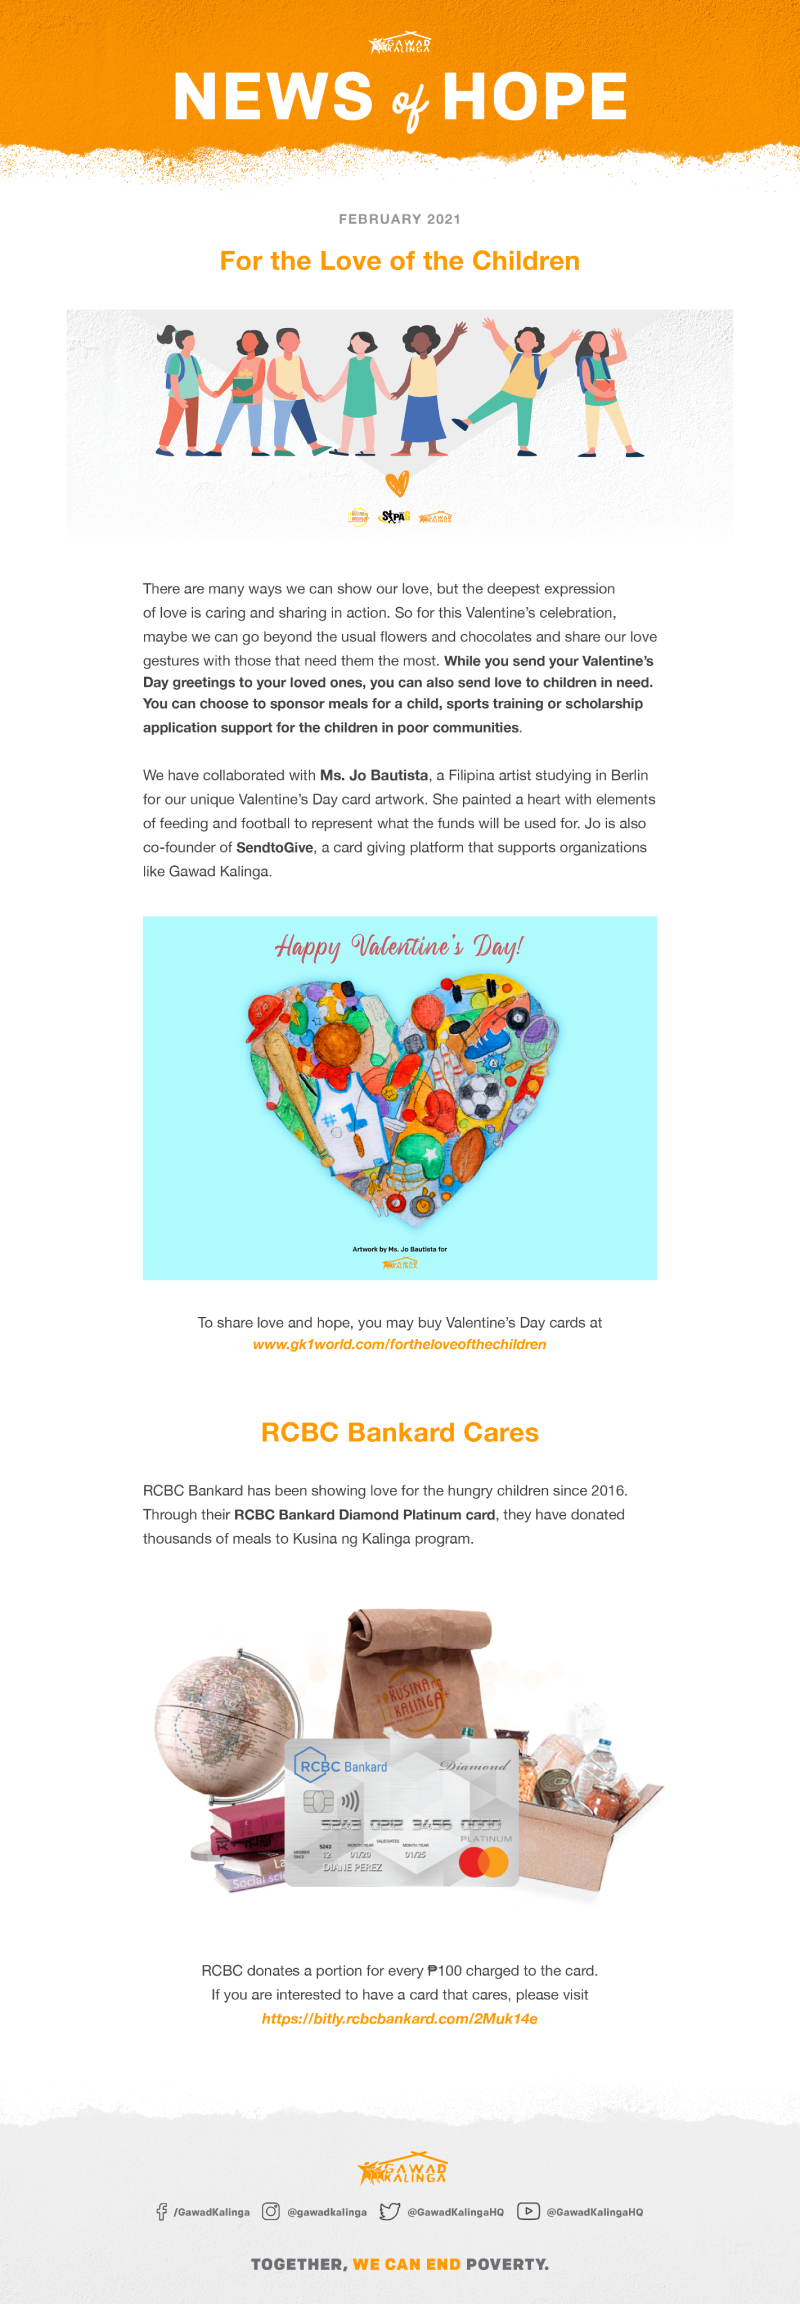 GAWAD
KALINGA
NEWS of HOPE
FEBRUARY 2021
For the Love of the Children
SIPAG
GAWAD
KALINGA
There are many ways we can show our love, but the deepest expression
of love is caring and sharing in action. So for this Valentine’s celebration,
maybe we can go beyond the usual flowers and chocolates and share our love
gestures with those that need them the most. While you send your Valentine’s
Day greetings to your loved ones, you can also send love to children in need.
You can choose to sponsor meals for a child, sports training or scholarship
application support for the children in poor communities.
We have collaborated with Ms. Jo Bautista, a Filipina artist studying in Berlin
for our unique Valentine’s Day card artwork. She painted a heart with elements
of feeding and football to represent what the funds will be used for. Jo is also
co-founder of SendtoGive, a card giving platform that supports organizations
like Gawad Kalinga.
Happy Valentine's Day!
#1
Artwork by Ms. Jo Bautista for
GAWAD
KALINGA
To share love and hope, you may buy Valentine’s Day cards at
www.gk1world.com/fortheloveofthechildren
RCBC Bankard Cares
RCBC Bankard has been showing love for the hungry children since 2016.
Through their RCBC Bankard Diamond Platinum card, they have donated
thousands of meals to Kusina ng Kalinga program.
KUSINA ng
KALINGA
RCBC Bankard
Diamond
5243 0212 3456 0000
PLATINUM
5243
VALID DATES
MEMBER SINCE
MONTH/YEAR
MONTH/YEAR
12
01/20
01/25
DIANE PEREZ
Social sci
RCBC donates a portion for every ₱100 charged to the card.
If you are interested to have a card that cares, please visit
https://bitly.rcbcbankard.com/2Muk14e
GAWAD
KALINGA
/GawadKalinga @gawadkalinga @GawadKalingaHQ @GawadKalingaHQ
TOGETHER, WE CAN END POVERTY.